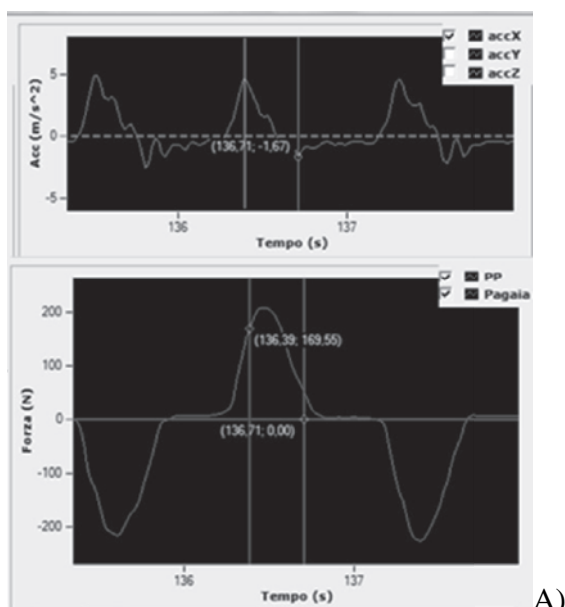 accX
accY
accZ
Acc (m/s^2)
5
0
-5
(136,71; -1,67)
136
137
Tempo (s)
PP
Pagaia
Forza (N)
200
100
0
-100
-200
(136,39; 169,55)
(136,71; 0,00)
136
137
Tempo (s)
A)